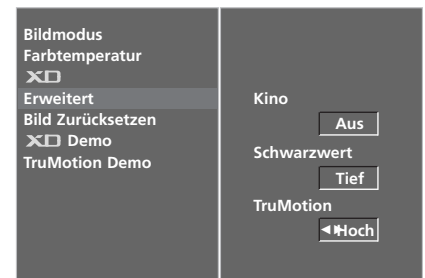 Bildmodus
Farbtemperatur
XD
Erweitert
Bild Zurücksetzen
XD Demo
TruMotion Demo
Kino
Aus
Schwarzwert
Tief
TruMotion
Hoch